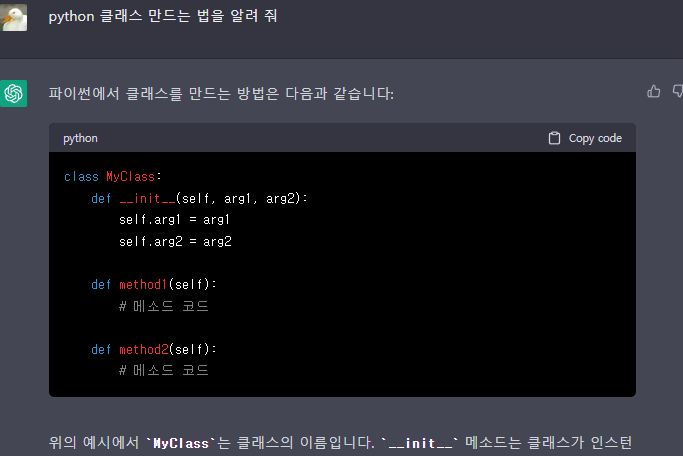 python 클래스 만드는 법을 알려 줘
파이썬에서 클래스를 만드는 방법은 다음과 같습니다:
python Copy code
class MyClass:
    def __init__(self, arg1, arg2):
        self.arg1 = arg1
        self.arg2 = arg2
    def method1(self):
        # 메소드 코드
    def method2(self):
        # 메소드 코드
위의 예시에서 `MyClass`는 클래스의 이름입니다. `__init__` 메소드는 클래스가 인스턴